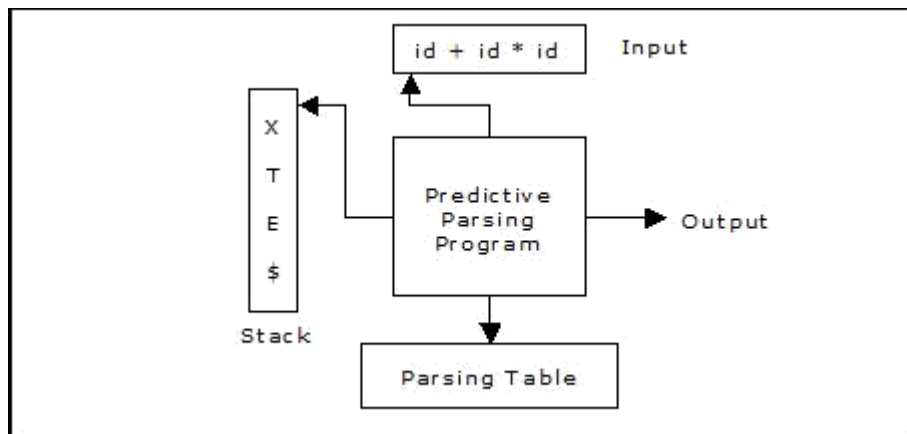 id + id * id
Input
X
T
E
$
Stack
Predictive
Parsing
Program
Output
Parsing Table